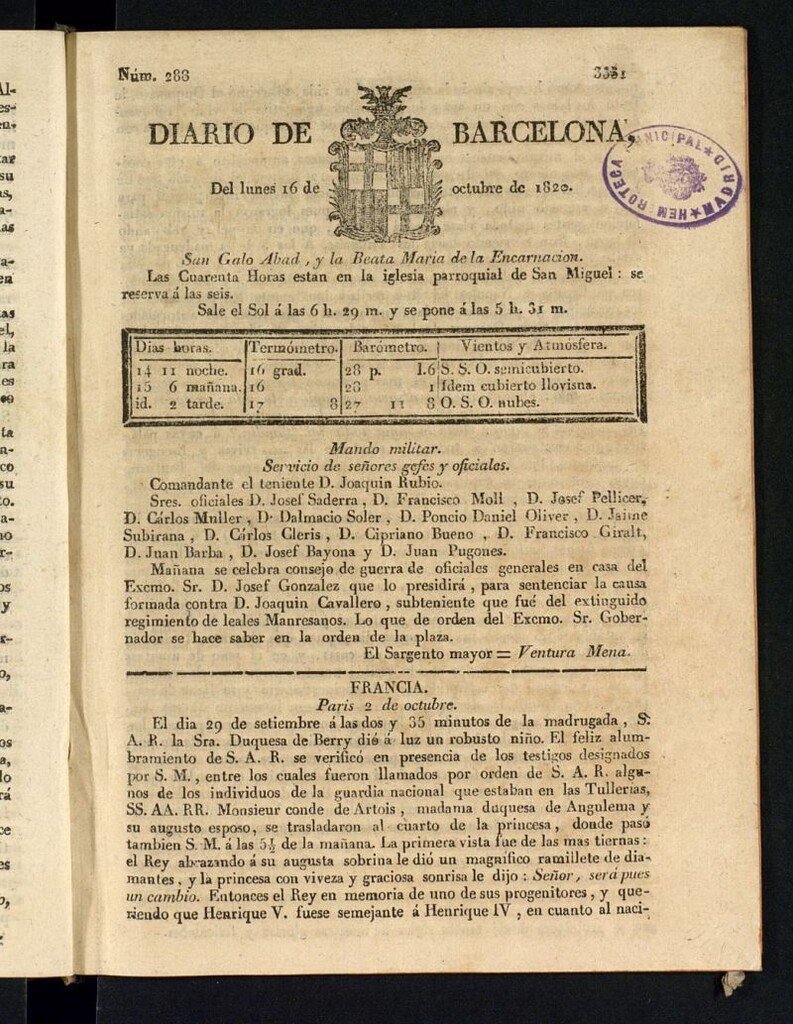 Núm. 288
DIARIO DE BARCELONA,
Del lunes 16 de octubre de 1820.
HEMEROTECA MUNICIPAL
San Galo Abad, y la Beata Maria de la Encarnacion.
Las Cuarenta Horas estan en la iglesia parroquial de San Miguel : se
reserva á las seis.
Sale el Sol á las 6 h. 29 m. y se pone á las 5 h. 31 m.
Dias horas. Termómetro. Barómetro. Vientos y Atmósfera.
14 11 noche. 16 grad. 28 p. 1.6 S. S. O. semicubierto.
15 6 mañana. 16 28 1 Idem cubierto llovisna.
id. 2 tarde. 17 8 27 11 8 O. S. O. nubes.
Mando militar.
Servicio de señores gefes y oficiales.
Comandante el teniente D. Joaquin Rubio.
Sres. oficiales D. Josef Saderra, D. Francisco Moli, D. Josef Pellicer,
D. Cárlos Muller, D. Dalmacio Soler, D. Poncio Daniel Oliver, D. Jaime
Subirana, D. Cárlos Cleris, D. Cipriano Bueno, D. Francisco Giralt,
D. Juan Barba, D. Josef Bayona y D. Juan Pugones.
Mañana se celebra consejo de guerra de oficiales generales en casa del
Excmo. Sr. D. Josef Gonzalez que lo presidirá, para sentenciar la causa
formada contra D. Joaquin Cavallero, subteniente que fué del extinguido
regimiento de leales Manresanos. Lo que de orden del Excmo. Sr. Gober-
nador se hace saber en la orden de la plaza.
El Sargento mayor = Ventura Mena.
FRANCIA.
Paris 2 de octubre.
El dia 29 de setiembre á las dos y 35 minutos de la madrugada, S.
A. R. la Sra. Duquesa de Berry dió á luz un robusto niño. El feliz alum-
bramiento de S. A. R. se verificó en presencia de los testigos designados
por S. M., entre los cuales fueron llamados por orden de S. A. R. algu-
nos de los individuos de la guardia nacional que estaban en las Tullerias,
SS. AA. RR. Monsieur conde de Artois, madama duquesa de Angulema y
su augusto esposo, se trasladaron al cuarto de la princesa, donde pasó
tambien S. M. á las 5½ de la mañana. La primera vista fue de las mas tiernas:
el Rey abrazando á su augusta sobrina le dió un magnífico ramillete de dia-
mantes, y la princesa con viveza y graciosa sonrisa le dijo : Señor, será pues
un cambio. Entonces el Rey en memoria de uno de sus progenitores, y que-
riendo que Henrique V. fuese semejante á Henrique IV, en cuanto al naci-